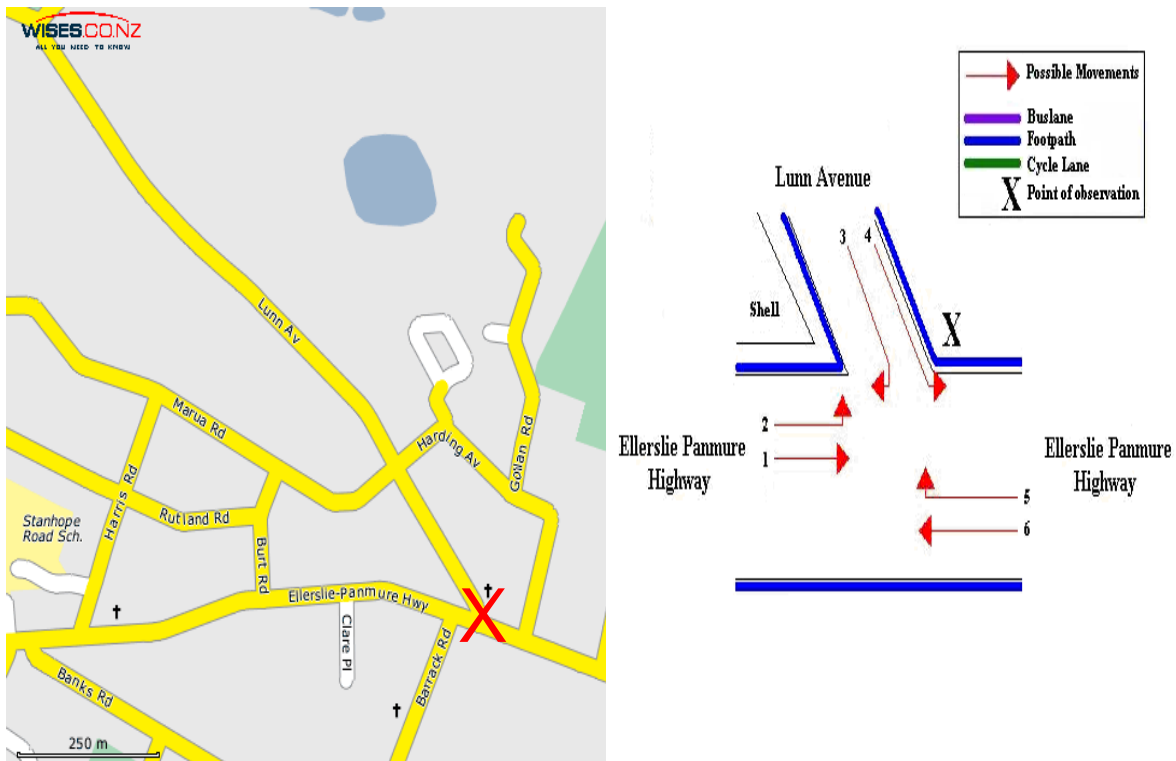 WISES.CO.NZ
ALL YOU NEED TO KNOW
Lunn Av
Marua Rd
Harding Av
Gollan Rd
Harris Rd
Rutland Rd
Stanhope
Road Sch.
Burt Rd
Ellerslie-Panmure Hwy
X
Clare Pl
Barrack Rd
Banks Rd
250 m
Possible Movements
Buslane
Footpath
Cycle Lane
X Point of observation
Lunn Avenue
3 4
Shell
X
2
1
Ellerslie Panmure
Highway
Ellerslie Panmure
Highway
5
6